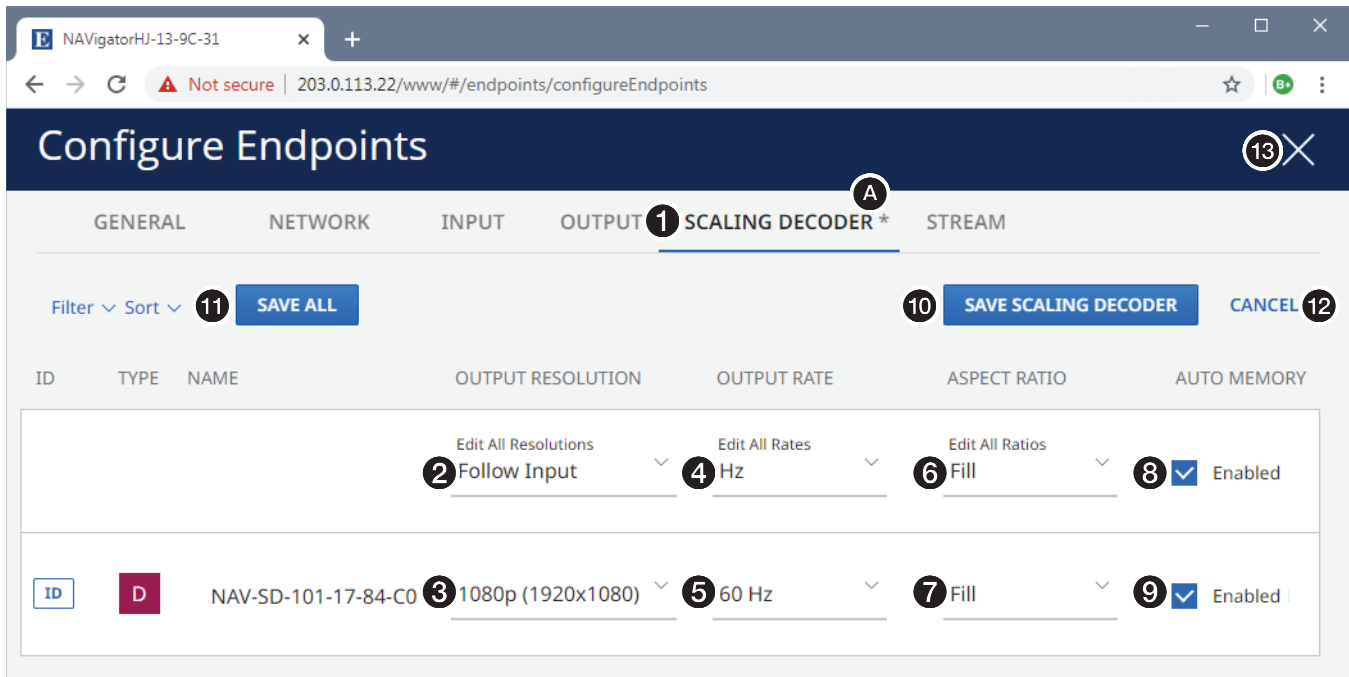 E NAVigatorHJ-13-9C-31
Not secure | 203.0.113.22/www/#/endpoints/configureEndpoints B+
Configure Endpoints 13
A
GENERAL NETWORK INPUT OUTPUT 1 SCALING DECODER * STREAM
Filter Sort 11 SAVE ALL 10 SAVE SCALING DECODER CANCEL 12
ID TYPE NAME OUTPUT RESOLUTION OUTPUT RATE ASPECT RATIO AUTO MEMORY
Edit All Resolutions Edit All Rates Edit All Ratios
2 Follow Input 4 Hz 6 Fill 8 Enabled
ID D NAV-SD-101-17-84-C0 3 1080p (1920x1080) 5 60 Hz 7 Fill 9 Enabled